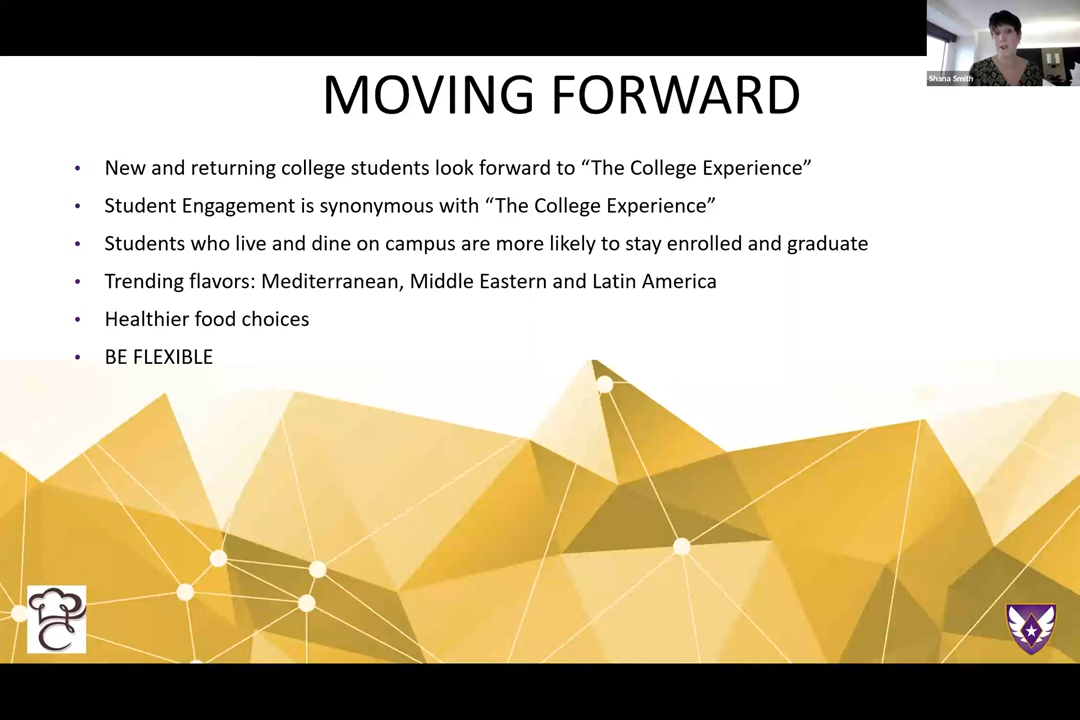 Shana Smith
MOVING FORWARD
• New and returning college students look forward to “The College Experience”
• Student Engagement is synonymous with “The College Experience”
• Students who live and dine on campus are more likely to stay enrolled and graduate
• Trending flavors: Mediterranean, Middle Eastern and Latin America
• Healthier food choices
• BE FLEXIBLE